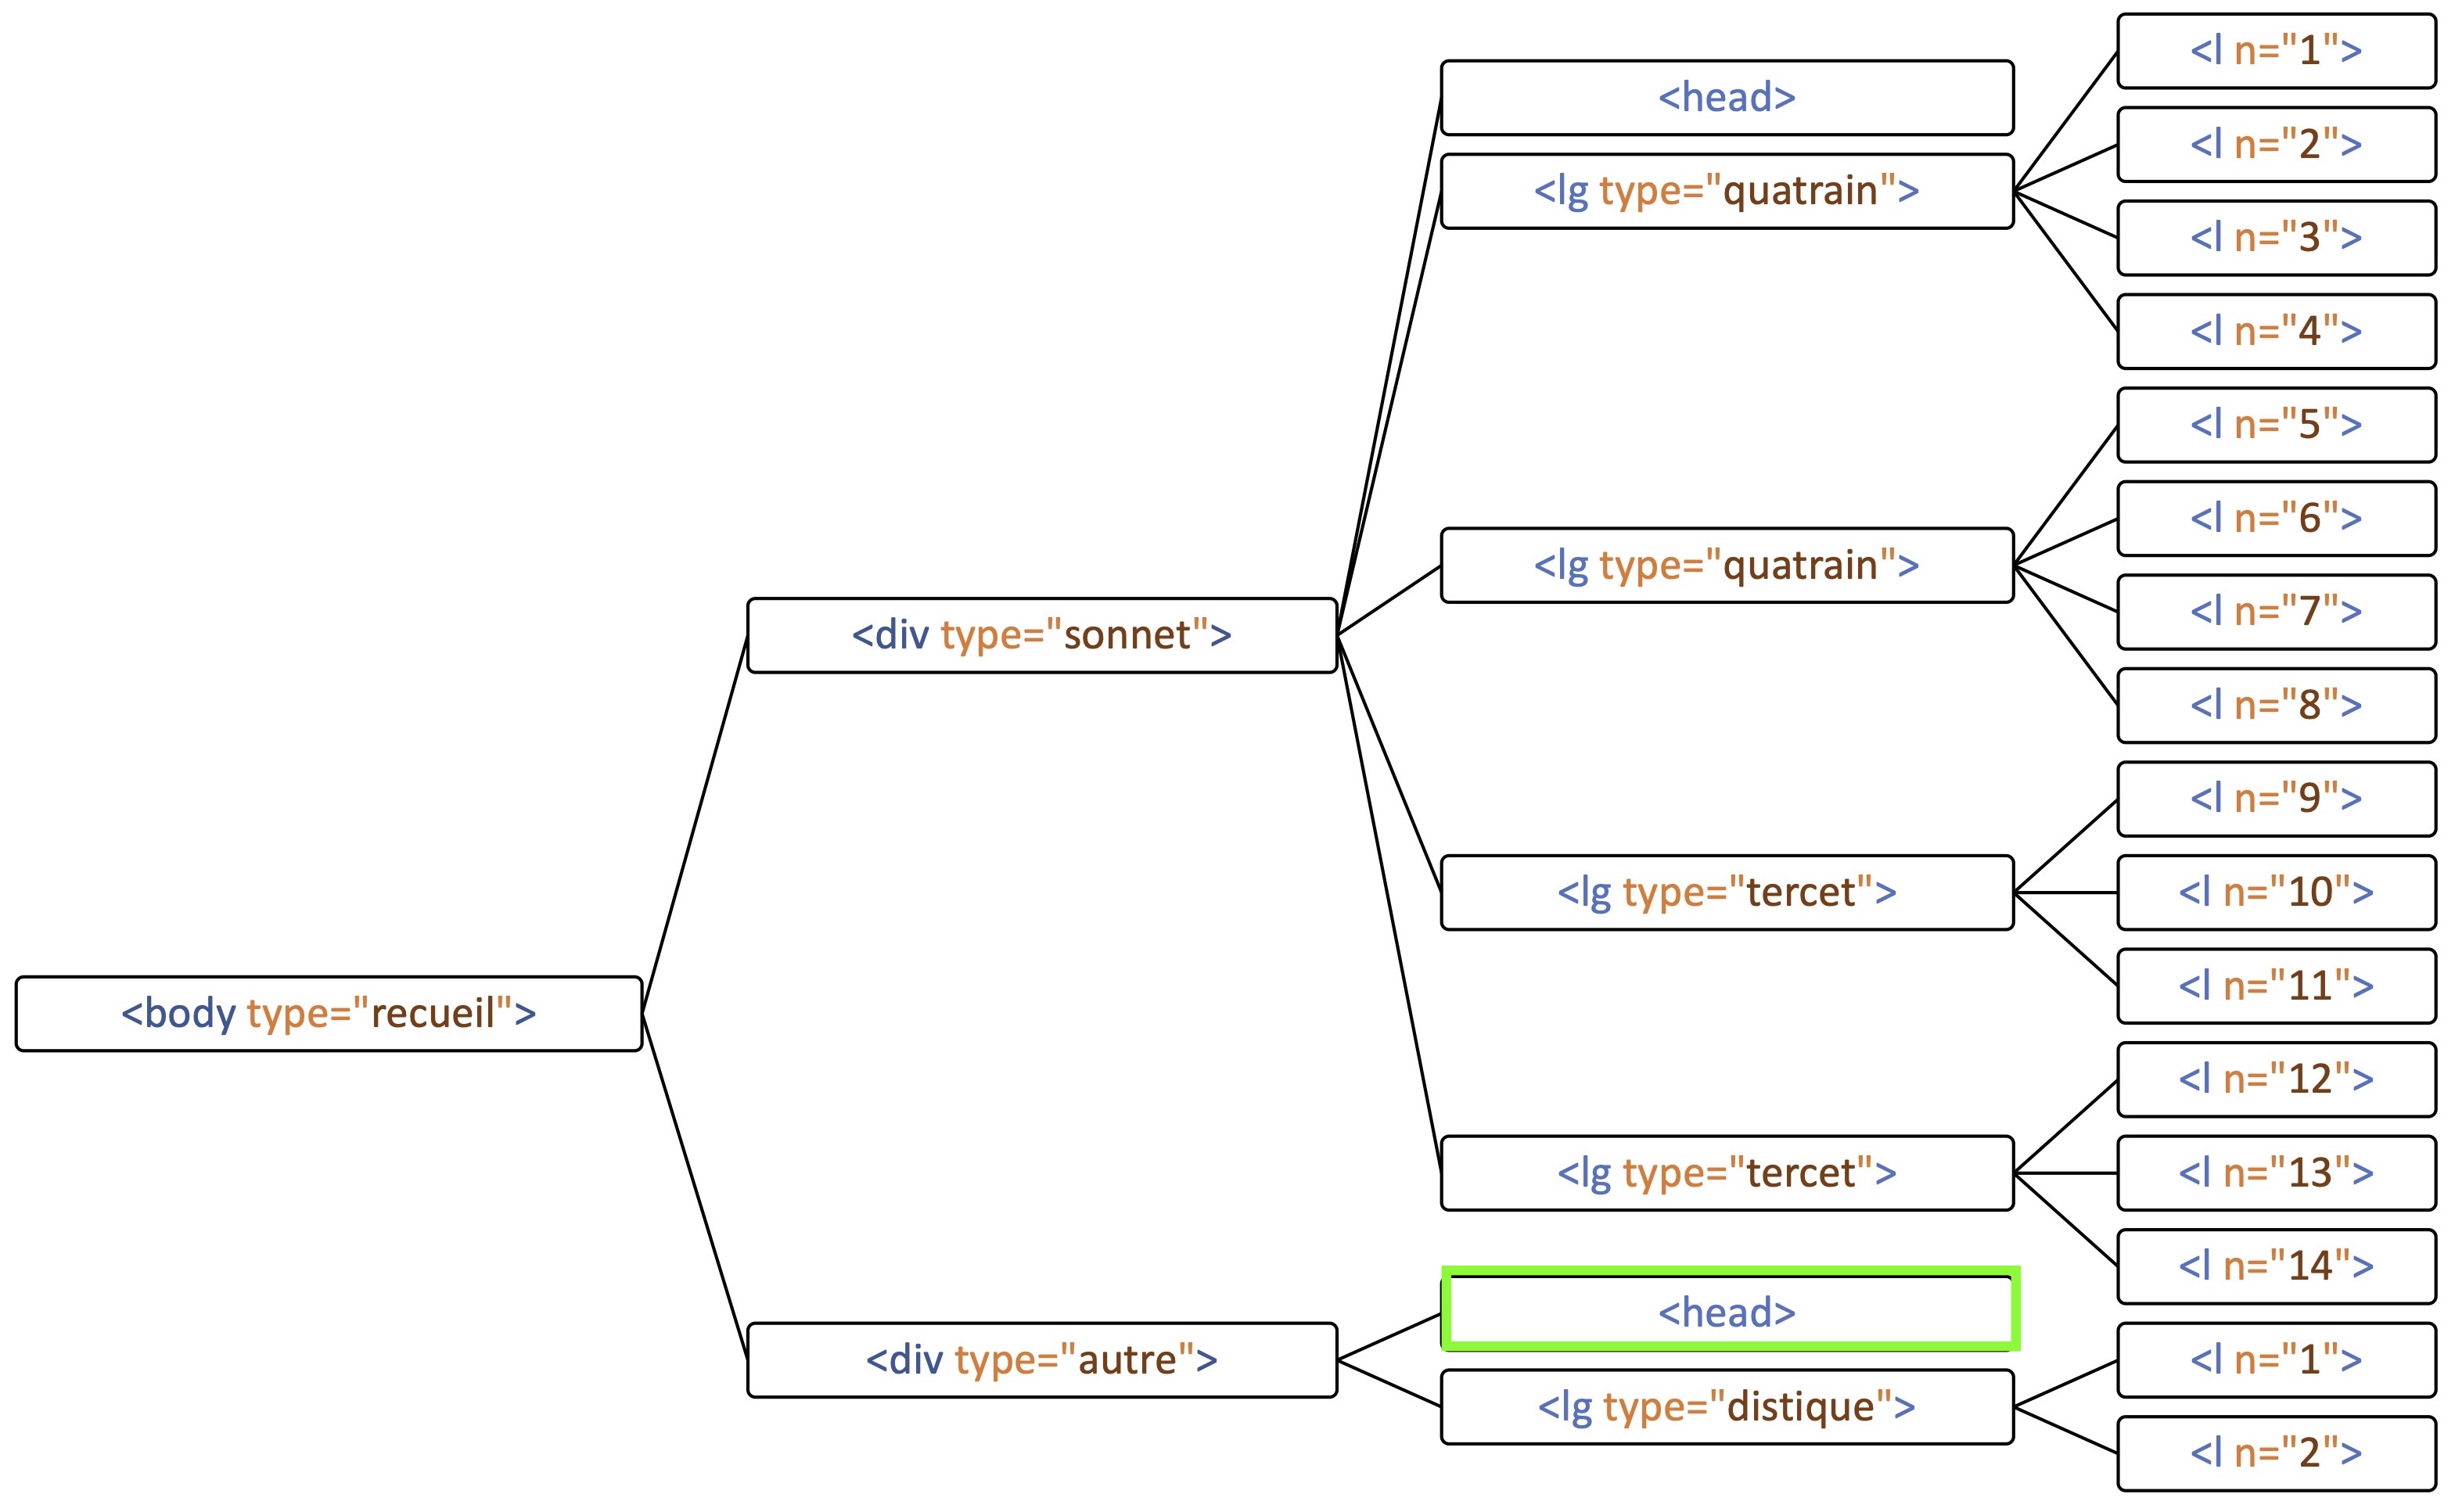 <body type="recueil">
<div type="sonnet">
<head>
<lg type="quatrain">
<l n="1">
<l n="2">
<l n="3">
<l n="4">
<lg type="quatrain">
<l n="5">
<l n="6">
<l n="7">
<l n="8">
<lg type="tercet">
<l n="9">
<l n="10">
<l n="11">
<lg type="tercet">
<l n="12">
<l n="13">
<l n="14">
<div type="autre">
<head>
<lg type="distique">
<l n="1">
<l n="2">